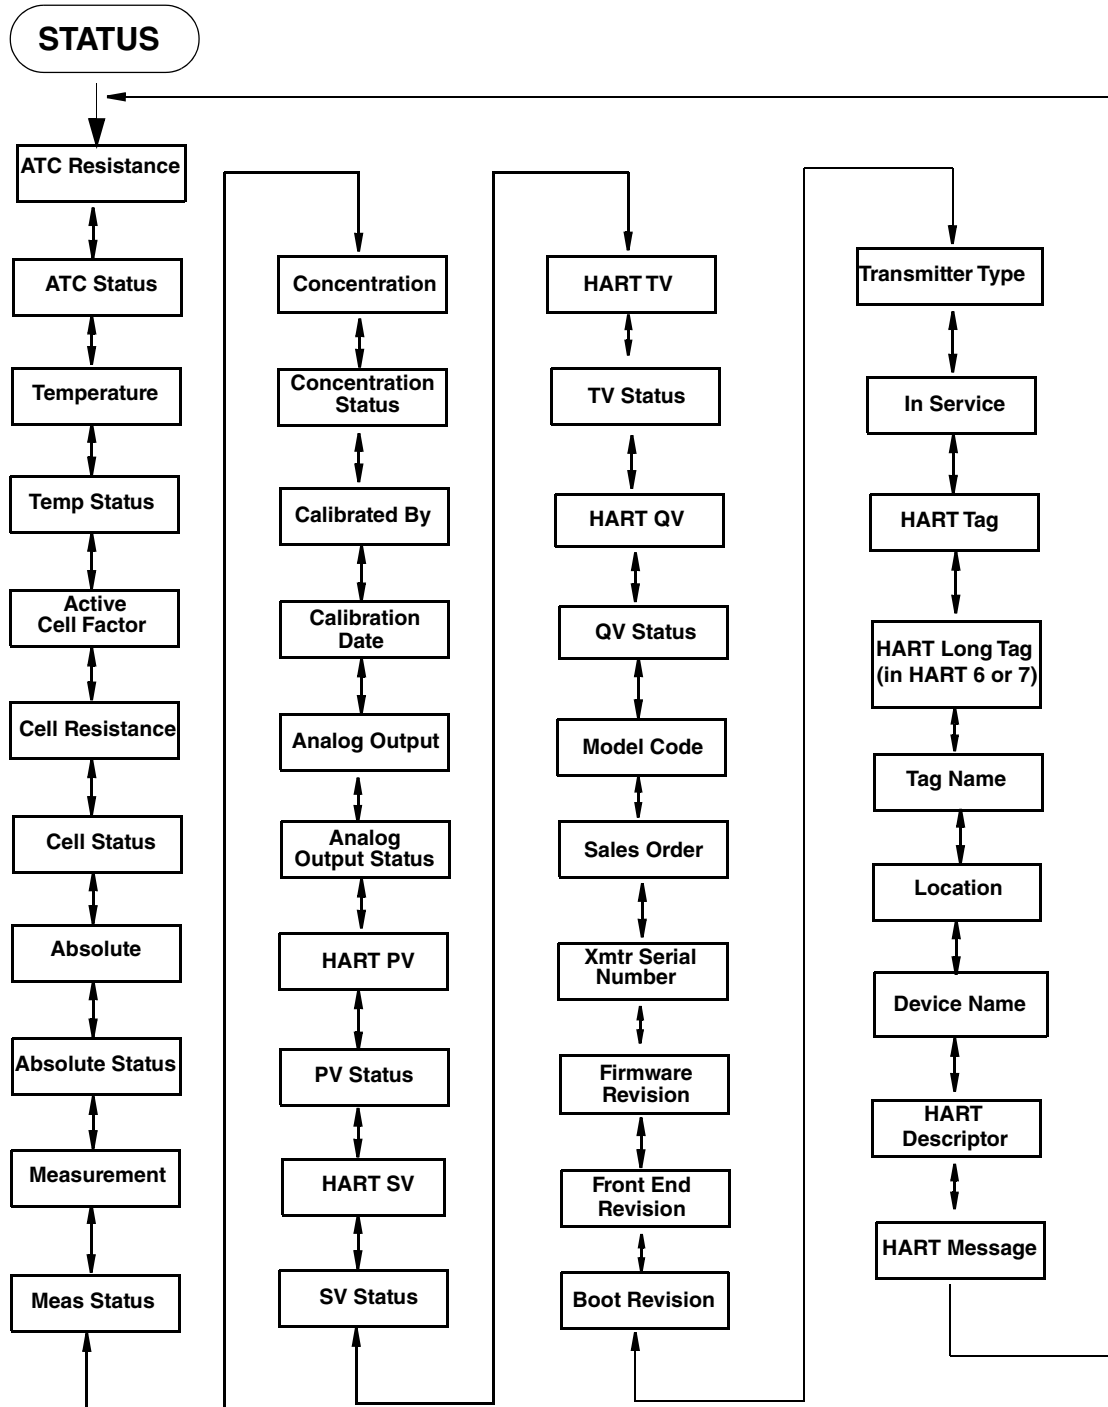 STATUS
ATC Resistance
ATC Status
Temperature
Temp Status
Active
Cell Factor
Cell Resistance
Cell Status
Absolute
Absolute Status
Measurement
Meas Status
Concentration
Concentration
Status
Calibrated By
Calibration
Date
Analog Output
Analog
Output Status
HART PV
PV Status
HART SV
SV Status
HART TV
TV Status
HART QV
QV Status
Model Code
Sales Order
Xmtr Serial
Number
Firmware
Revision
Front End
Revision
Boot Revision
Transmitter Type
In Service
HART Tag
HART Long Tag
(in HART 6 or 7)
Tag Name
Location
Device Name
HART
Descriptor
HART Message